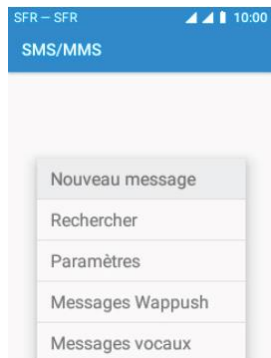 SFR – SFR 10:00
SMS/MMS
Nouveau message
Rechercher
Paramètres
Messages Wappush
Messages vocaux